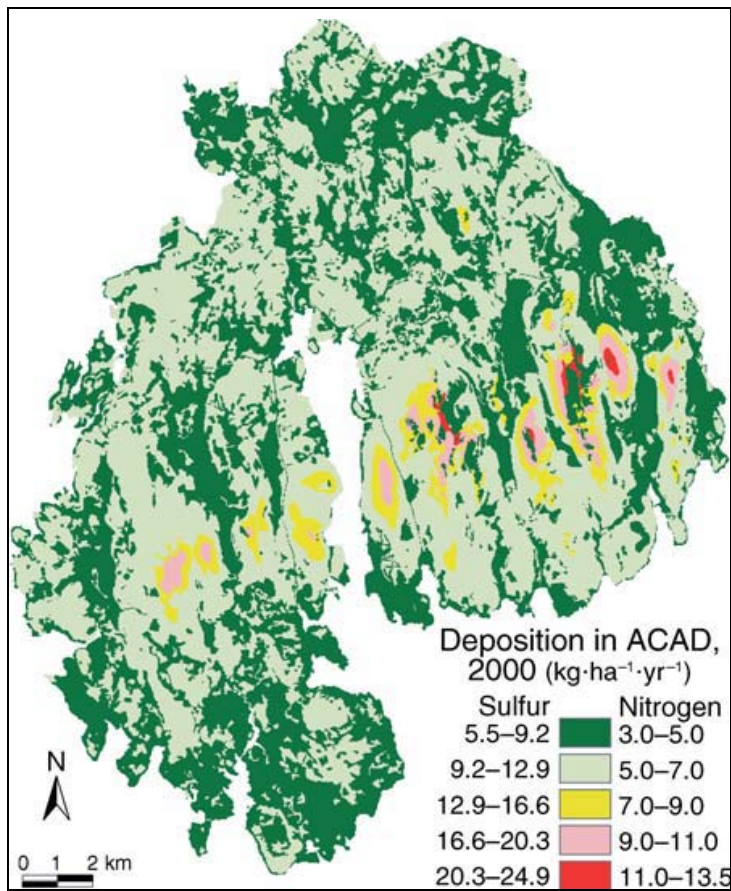 Deposition in ACAD,
2000 (kg·ha⁻¹·yr⁻¹)
Sulfur Nitrogen
5.5–9.2 3.0–5.0
9.2–12.9 5.0–7.0
12.9–16.6 7.0–9.0
16.6–20.3 9.0–11.0
20.3–24.9 11.0–13.5
N
0 1 2 km